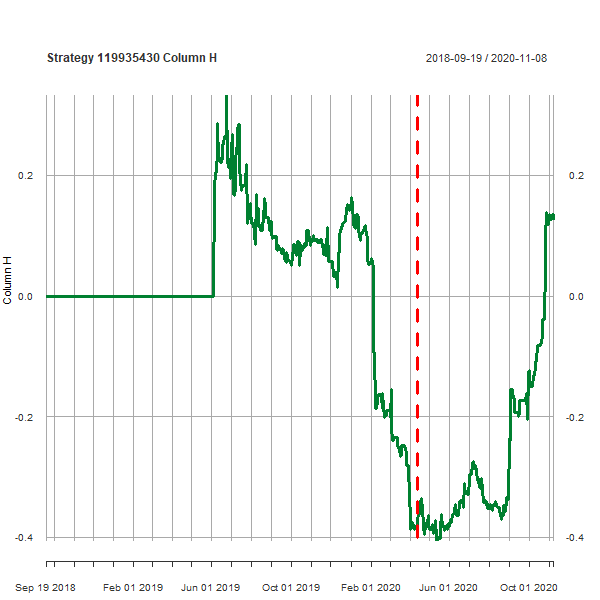 Strategy 119935430 Column H
2018-09-19 / 2020-11-08
Column H
0.2
0.2
0.0
0.0
-0.2
-0.2
-0.4
-0.4
Sep 19 2018
Feb 01 2019
Jun 01 2019
Oct 01 2019
Feb 01 2020
Jun 01 2020
Oct 01 2020